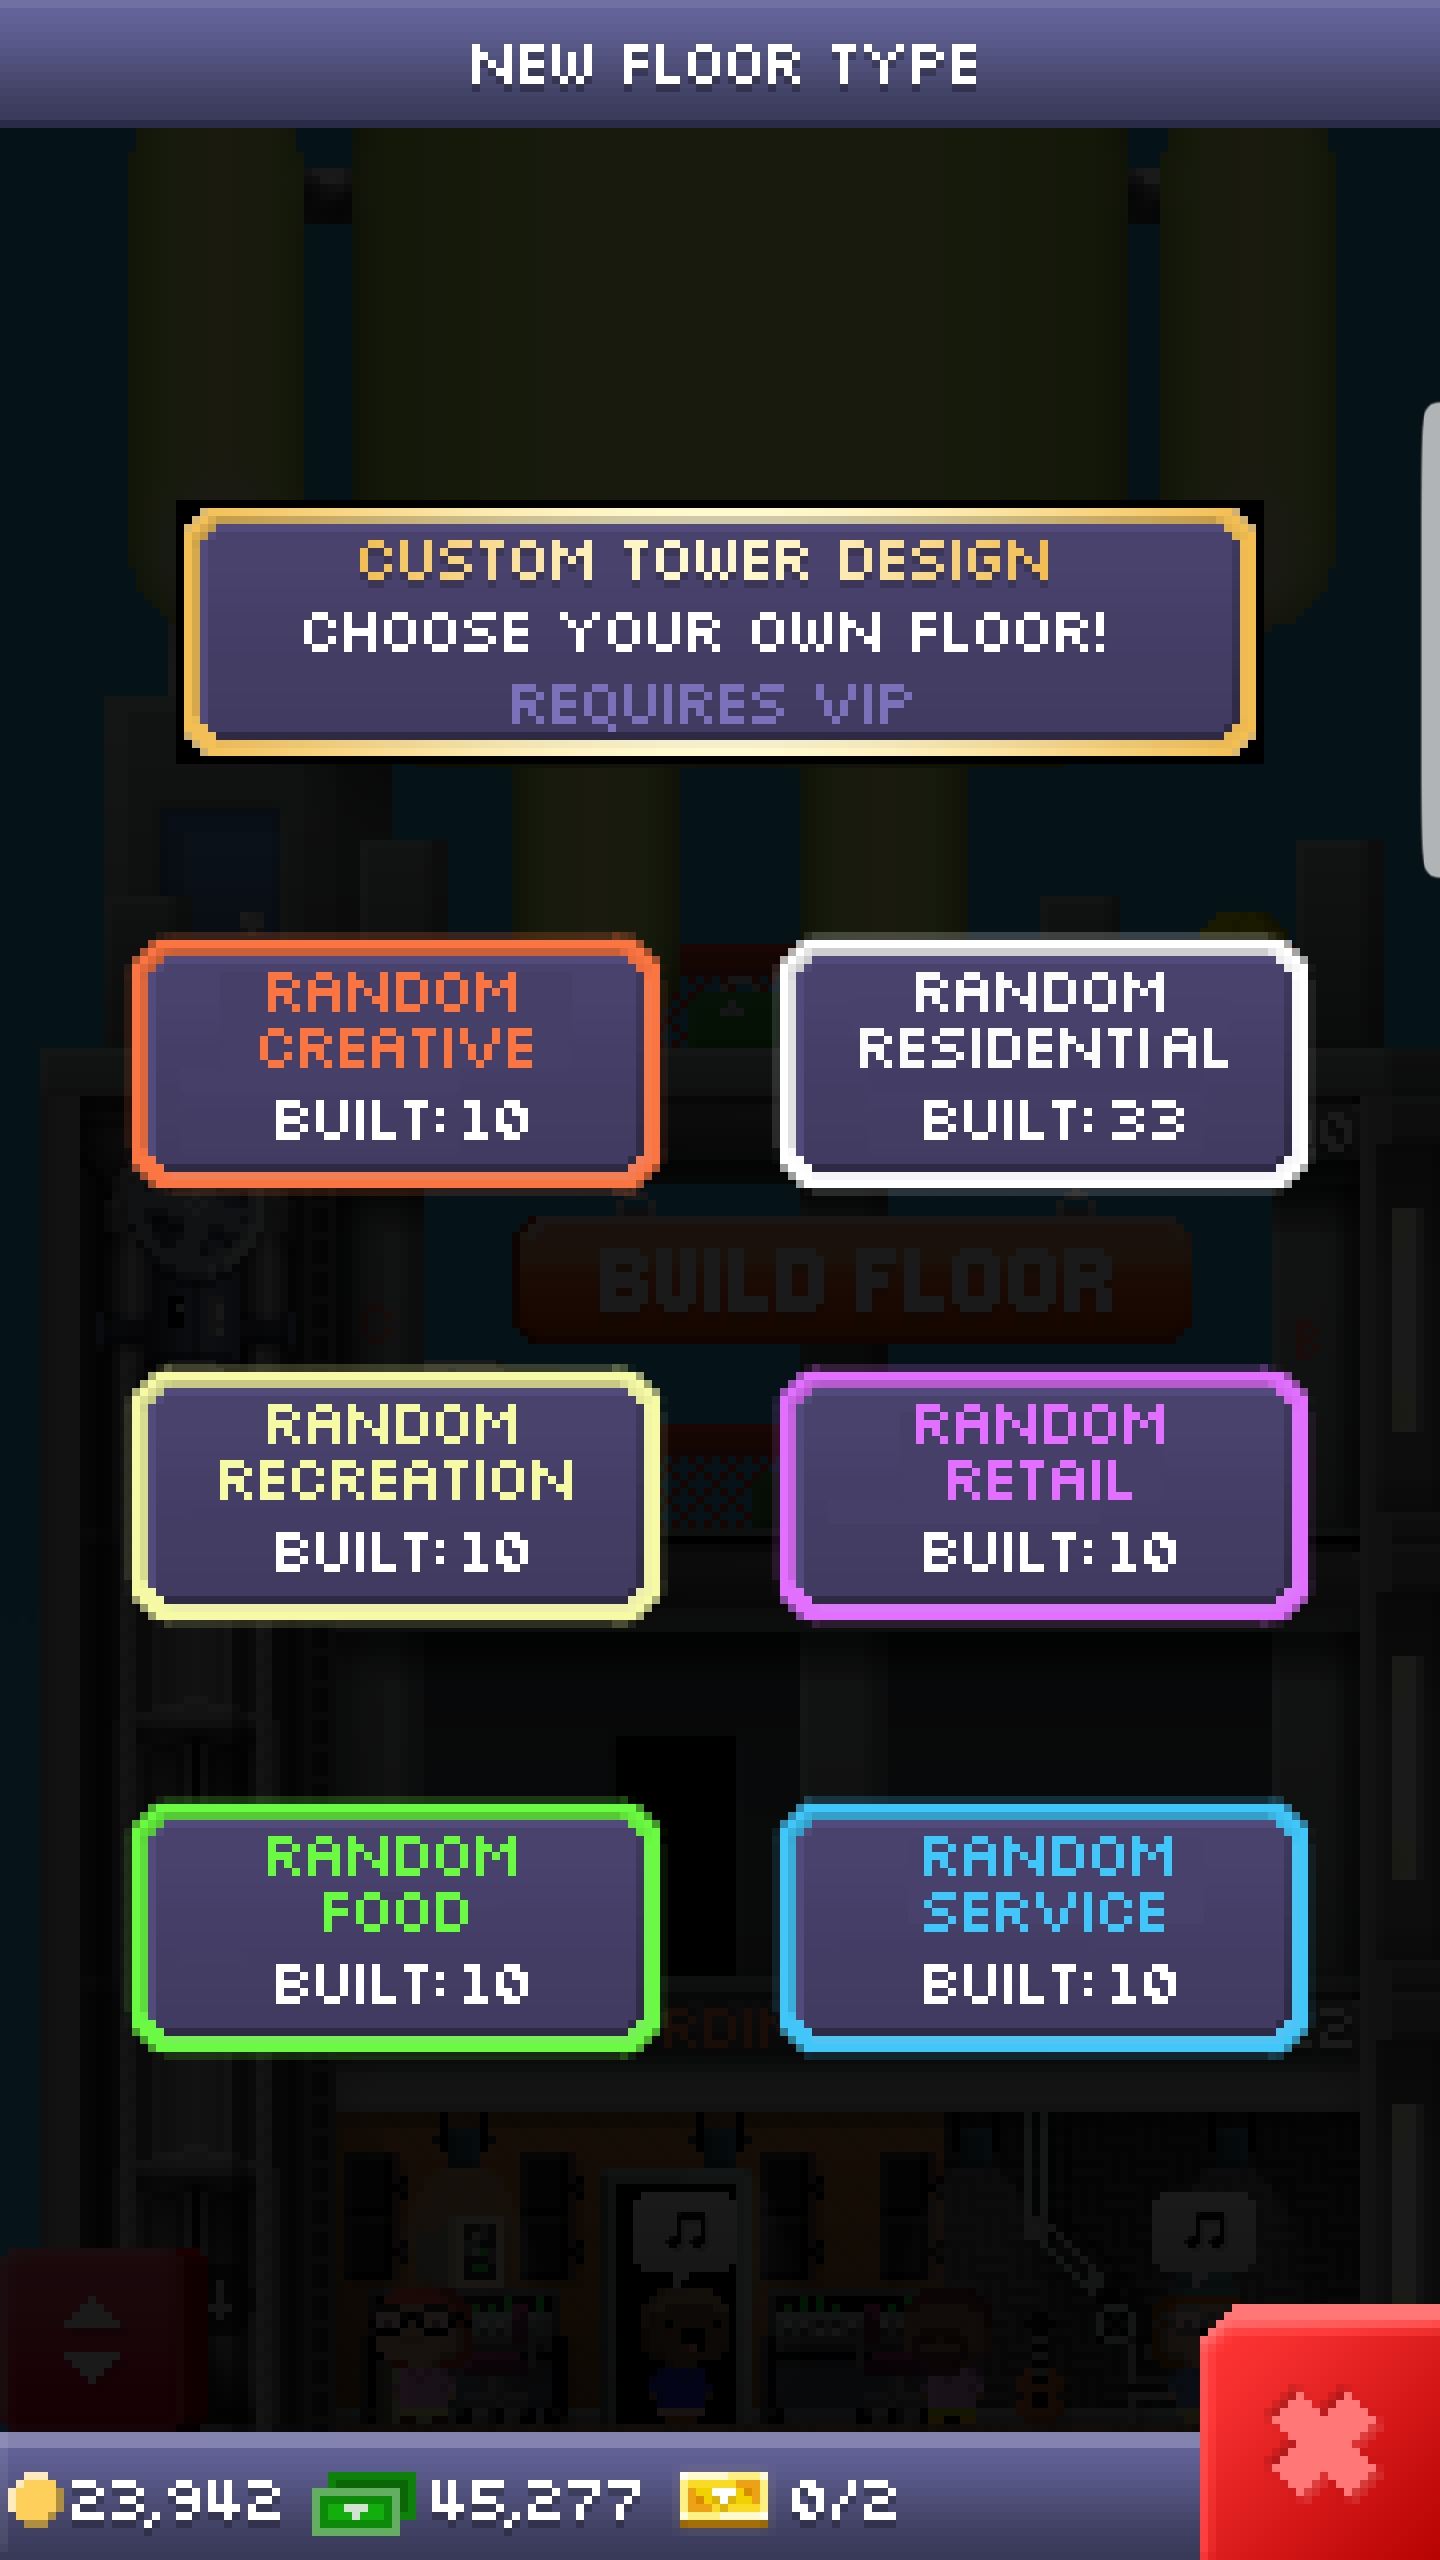 NEW FLOOR TYPE
CUSTOM TOWER DESIGN
CHOOSE YOUR OWN FLOOR!
REQUIRES VIP
RANDOM
CREATIVE
BUILT: 10
RANDOM
RESIDENTIAL
BUILT: 33
BUILD FLOOR
RANDOM
RECREATION
BUILT: 10
RANDOM
RETAIL
BUILT: 10
RANDOM
FOOD
BUILT: 10
RANDOM
SERVICE
BUILT: 10
23,942
45,277
0/2